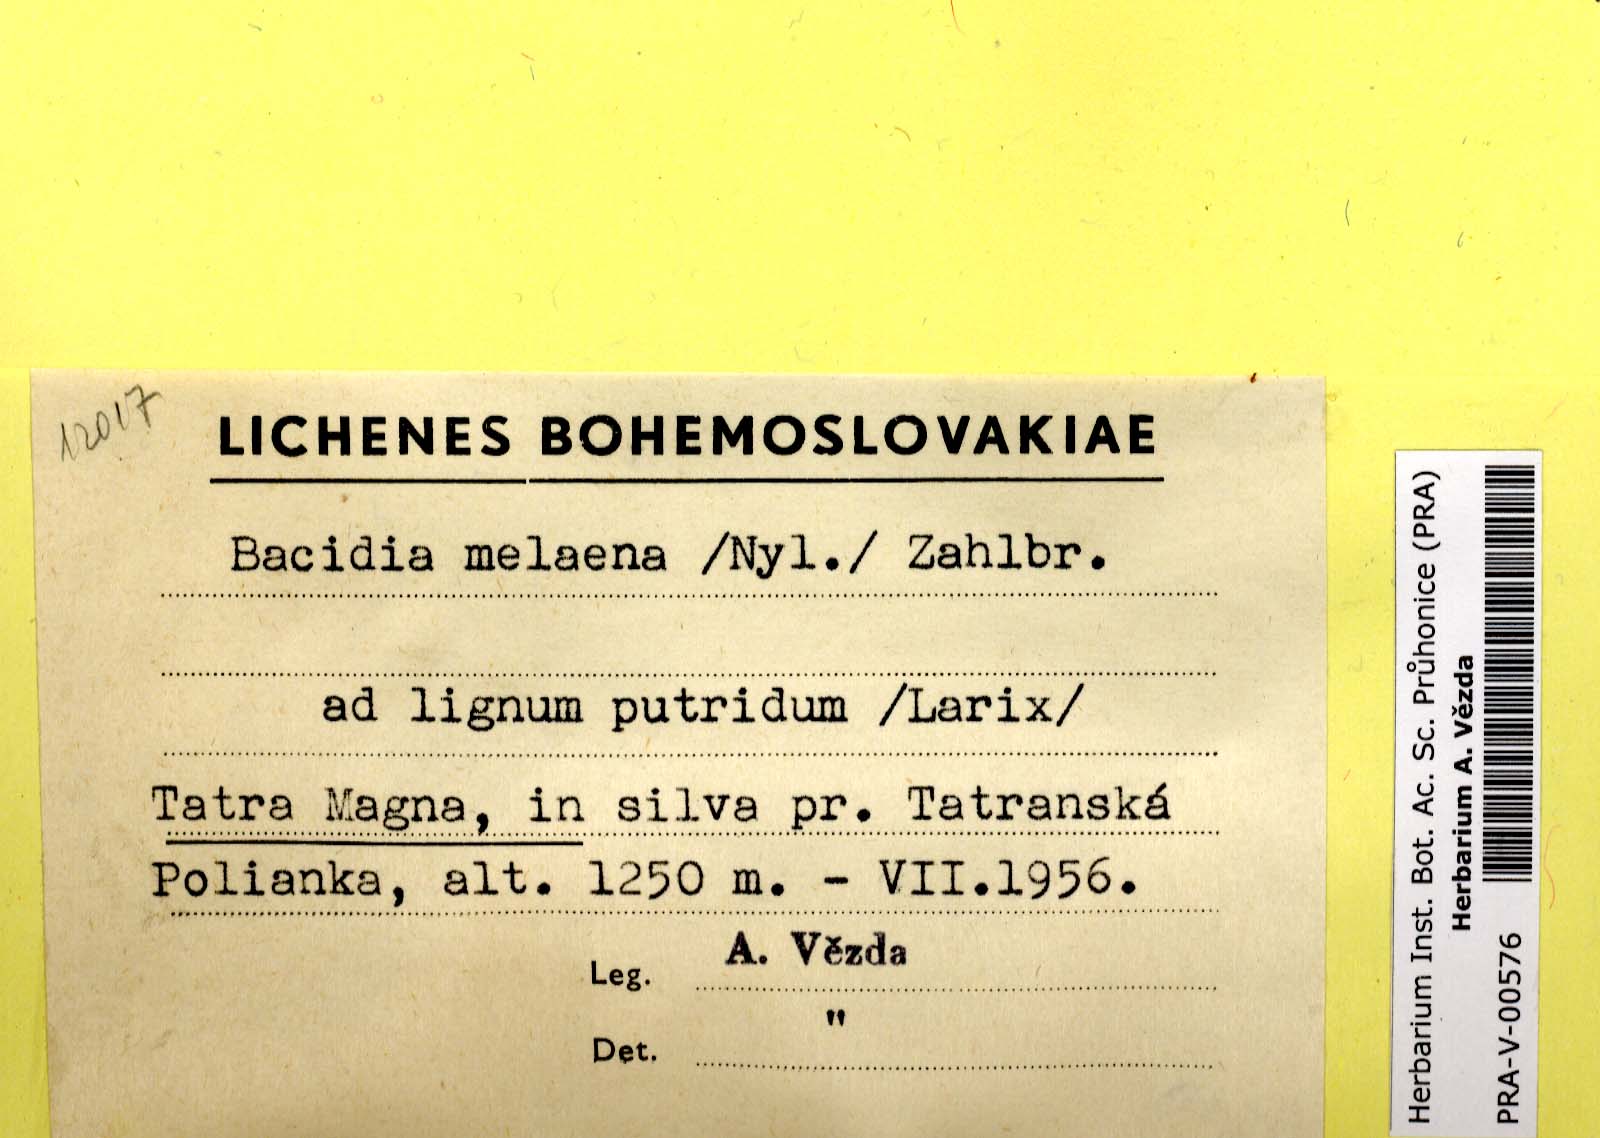 12017
LICHENES BOHEMOSLOVAKIAE
Bacidia melaena /Nyl./ Zahlbr.
ad lignum putridum /Larix/
Tatra Magna, in silva pr. Tatranská
Polianka, alt. 1250 m. - VII.1956.
Leg. A. Vězda
Det. "
Herbarium Inst. Bot. Ac. Sc. Průhonice (PRA)
Herbarium A. Vězda
PRA-V-00576